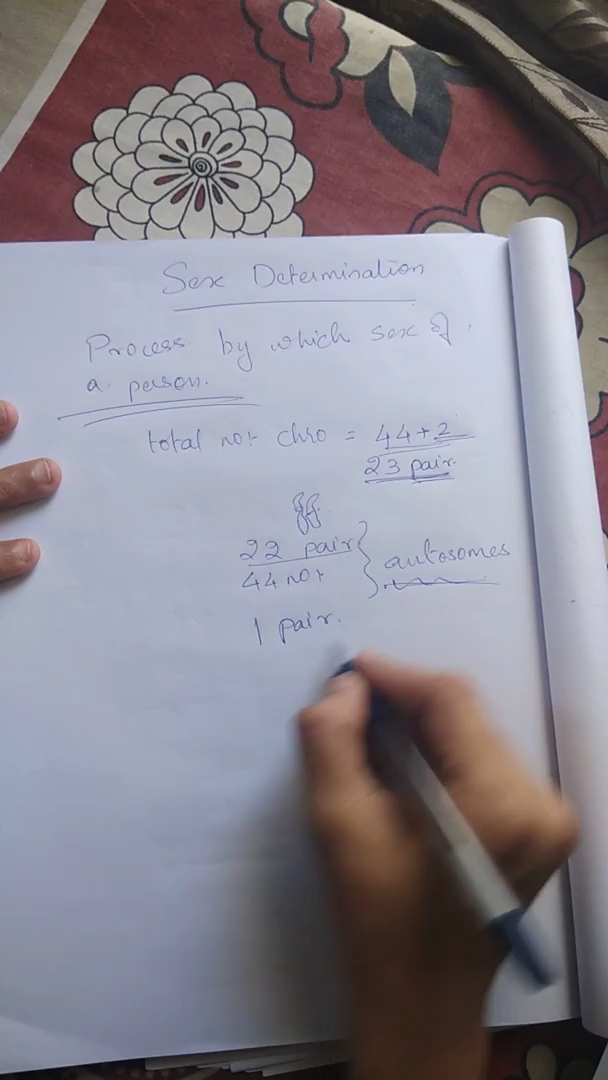 Sex Determination
Process by which sex of
a person.
total no. chro = 44+2
23 pair.
22 pair
44 no.
autosomes
1 pair.